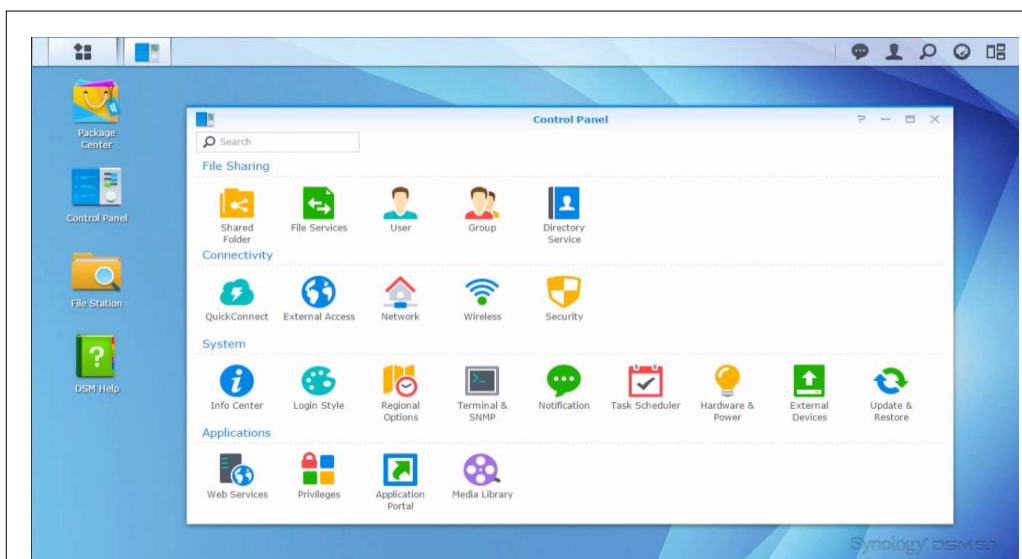 Package
Center
Control Panel
File Station
DSM Help
Control Panel
Search
File Sharing
Shared
Folder
File Services
User
Group
Directory
Service
Connectivity
QuickConnect
External Access
Network
Wireless
Security
System
Info Center
Login Style
Regional
Options
Terminal &
SNMP
Notification
Task Scheduler
Hardware &
Power
External
Devices
Update &
Restore
Applications
Web Services
Privileges
Application
Portal
Media Library
Synology DSM 5.1